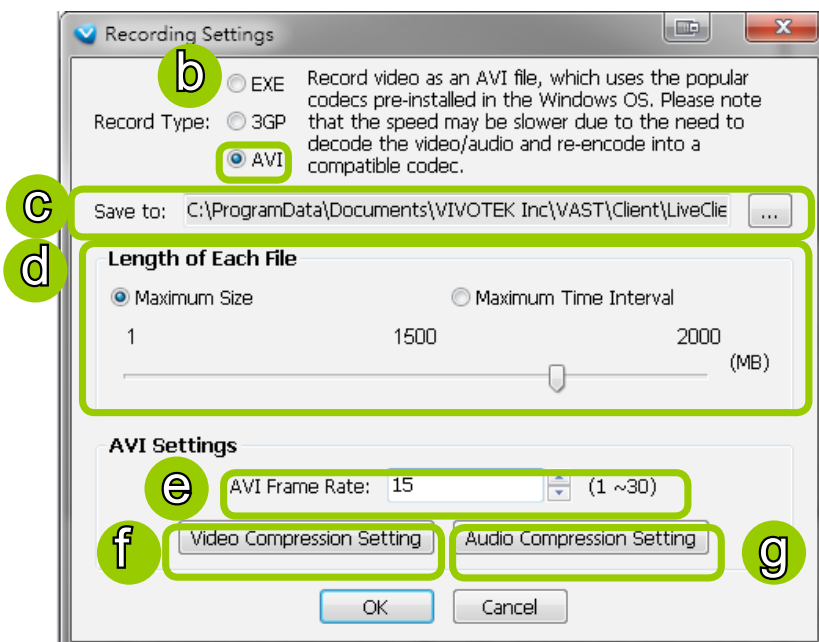 Recording Settings
b
EXE
Record Type:
3GP
AVI
Record video as an AVI file, which uses the popular
codecs pre-installed in the Windows OS. Please note
that the speed may be slower due to the need to
decode the video/audio and re-encode into a
compatible codec.
c
Save to: C:\ProgramData\Documents\VIVOTEK Inc\VAST\Client\LiveClie ...
d
Length of Each File
Maximum Size Maximum Time Interval
1 1500 2000
(MB)
AVI Settings
e
AVI Frame Rate: 15 (1 ~30)
f
Video Compression Setting Audio Compression Setting
g
OK Cancel